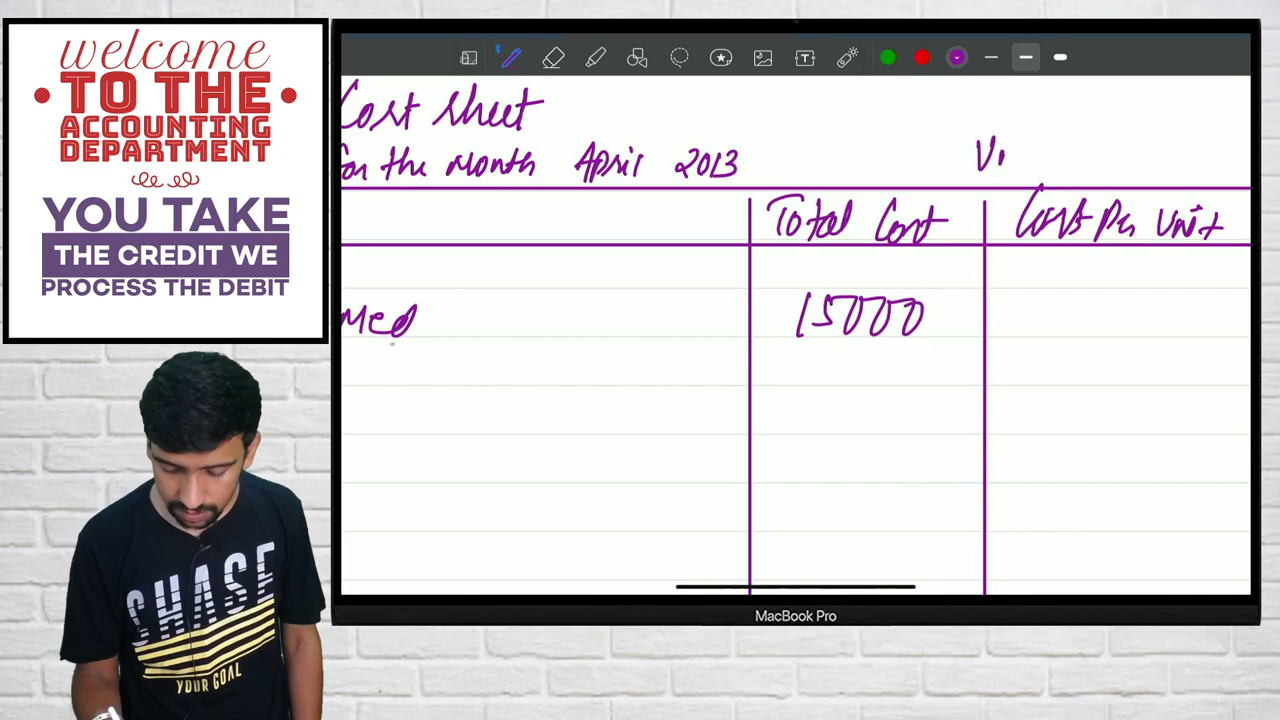 welcome
TO THE
ACCOUNTING
DEPARTMENT
YOU TAKE
THE CREDIT WE
PROCESS THE DEBIT
Cost sheet
for the Month April 2013
Total Cost
Cost Per Unit
15000
CHASE
YOUR GOAL
MacBook Pro